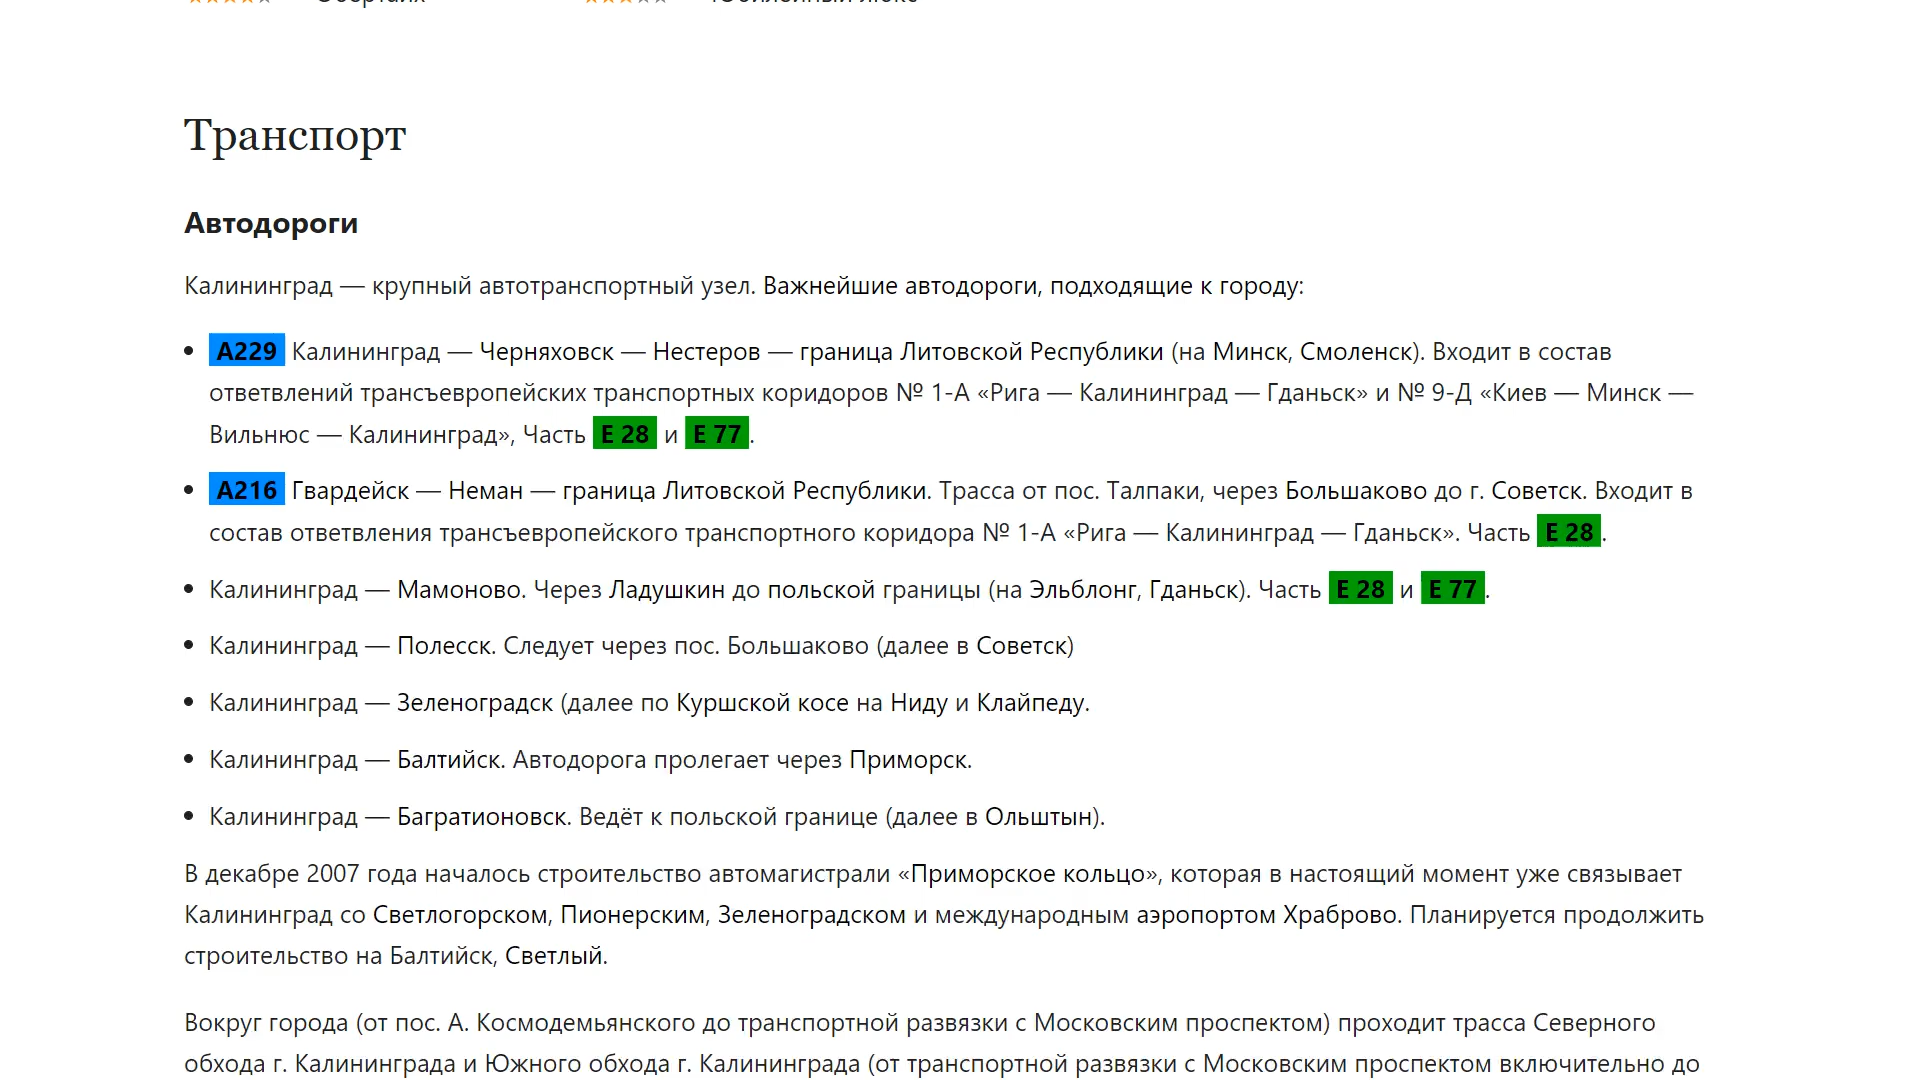 Транспорт
Автодороги
Калининград — крупный автотранспортный узел. Важнейшие автодороги, подходящие к городу:
А229 Калининград — Черняховск — Нестеров — граница Литовской Республики (на Минск, Смоленск). Входит в состав
ответвлений трансъевропейских транспортных коридоров № 1-А «Рига — Калининград — Гданьск» и № 9-Д «Киев — Минск —
Вильнюс — Калининград», Часть E 28 и E 77.
А216 Гвардейск — Неман — граница Литовской Республики. Трасса от пос. Талпаки, через Большаково до г. Советск. Входит в
состав ответвления трансъевропейского транспортного коридора № 1-А «Рига — Калининград — Гданьск». Часть E 28.
Калининград — Мамоново. Через Ладушкин до польской границы (на Эльблонг, Гданьск). Часть E 28 и E 77.
Калининград — Полесск. Следует через пос. Большаково (далее в Советск)
Калининград — Зеленоградск (далее по Куршской косе на Ниду и Клайпеду.
Калининград — Балтийск. Автодорога пролегает через Приморск.
Калининград — Багратионовск. Ведёт к польской границе (далее в Ольштын).
В декабре 2007 года началось строительство автомагистрали «Приморское кольцо», которая в настоящий момент уже связывает
Калининград со Светлогорском, Пионерским, Зеленоградском и международным аэропортом Храброво. Планируется продолжить
строительство на Балтийск, Светлый.
Вокруг города (от пос. А. Космодемьянского до транспортной развязки с Московским проспектом) проходит трасса Северного
обхода г. Калининграда и Южного обхода г. Калининграда (от транспортной развязки с Московским проспектом включительно до